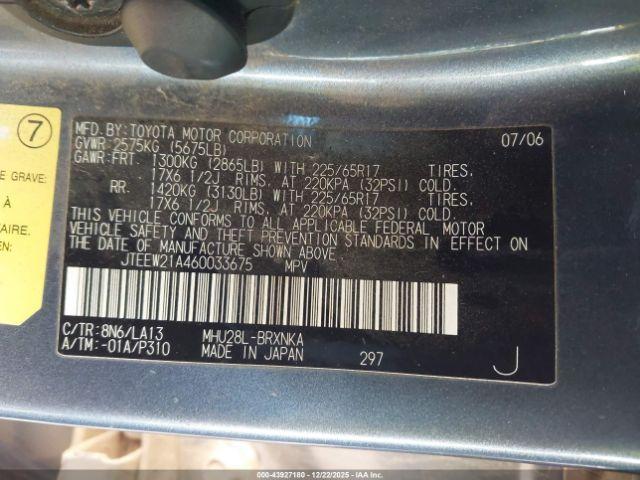 7
E GRAVE:
À
AIRE.
EN:
MFD.BY:TOYOTA MOTOR CORPORATION 07/06
GVWR:2575KG (5675LB)
GAWR:FRT. 1300KG (2865LB) WITH 225/65R17 TIRES.
17X6 1/2J RIMS. AT 220KPA (32PSI) COLD.
RR. 1420KG (3130LB) WITH 225/65R17 TIRES.
17X6 1/2J RIMS. AT 220KPA (32PSI) COLD.
THIS VEHICLE CONFORMS TO ALL APPLICABLE FEDERAL MOTOR
VEHICLE SAFETY AND THEFT PREVENTION STANDARDS IN EFFECT ON
THE DATE OF MANUFACTURE SHOWN ABOVE.
JTEEW21A460033675 MPV
C/TR:8N6/LA13 MHU28L-BRXNKA
A/TM:-01A/P310 MADE IN JAPAN 297 J
000-43927180 - 12/22/2025 - IAAI.COM